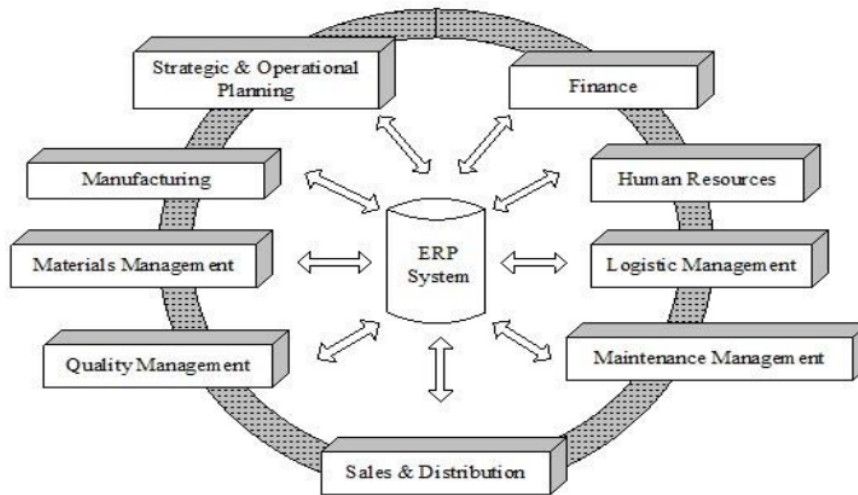 Strategic & Operational
Planning
Finance
Manufacturing
Human Resources
ERP
System
Materials Management
Logistic Management
Quality Management
Maintenance Management
Sales & Distribution